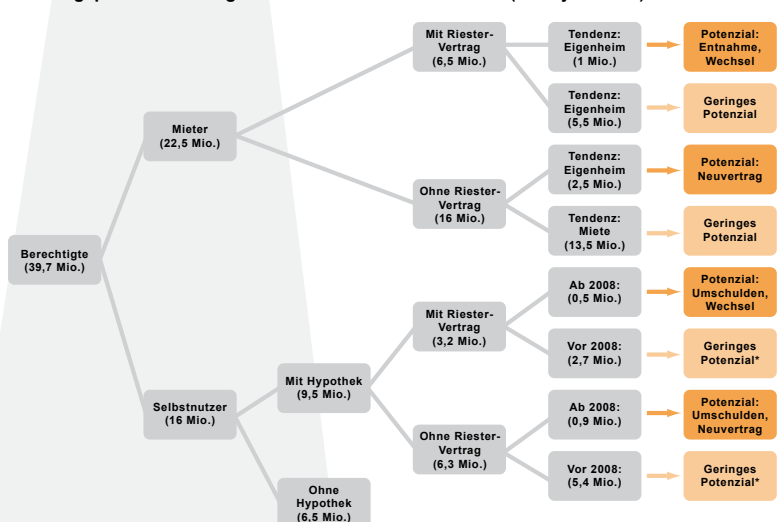 Mit Riester-
Vertrag
(6,5 Mio.)
Tendenz:
Eigenheim
(1 Mio.)
Potenzial:
Entnahme,
Wechsel
Tendenz:
Eigenheim
(5,5 Mio.)
Geringes
Potenzial
Mieter
(22,5 Mio.)
Ohne Riester-
Vertrag
(16 Mio.)
Tendenz:
Eigenheim
(2,5 Mio.)
Potenzial:
Neuvertrag
Tendenz:
Miete
(13,5 Mio.)
Geringes
Potenzial
Berechtigte
(39,7 Mio.)
Mit Riester-
Vertrag
(3,2 Mio.)
Ab 2008:
(0,5 Mio.)
Potenzial:
Umschulden,
Wechsel
Vor 2008:
(2,7 Mio.)
Geringes
Potenzial*
Mit Hypothek
(9,5 Mio.)
Selbstnutzer
(16 Mio.)
Ohne Riester-
Vertrag
(6,3 Mio.)
Ab 2008:
(0,9 Mio.)
Potenzial:
Umschulden,
Neuvertrag
Vor 2008:
(5,4 Mio.)
Geringes
Potenzial*
Ohne
Hypothek
(6,5 Mio.)